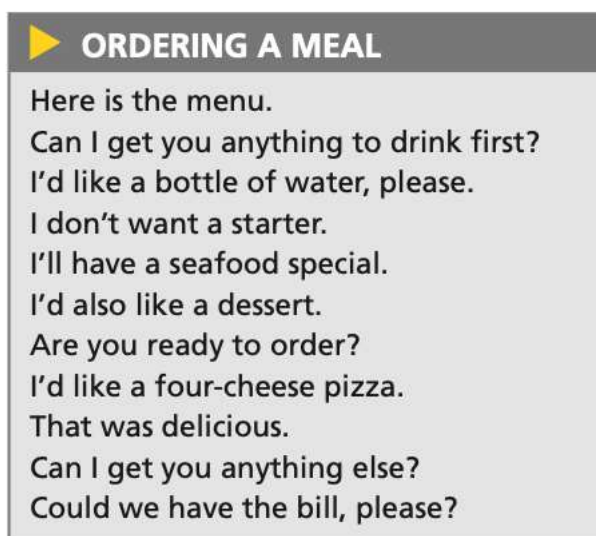 ORDERING A MEAL
Here is the menu.
Can I get you anything to drink first?
I'd like a bottle of water, please.
I don't want a starter.
I'll have a seafood special.
I'd also like a dessert.
Are you ready to order?
I'd like a four-cheese pizza.
That was delicious.
Can I get you anything else?
Could we have the bill, please?